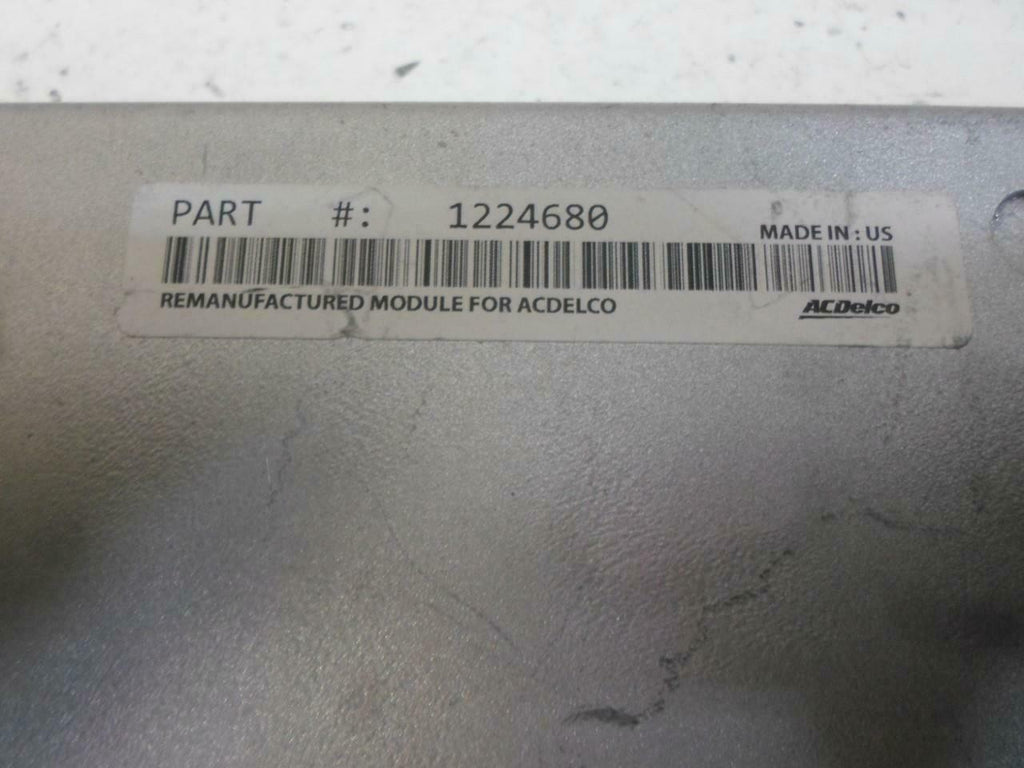 PART #: 1224680
MADE IN : US
REMANUFACTURED MODULE FOR ACDELCO
ACDelco